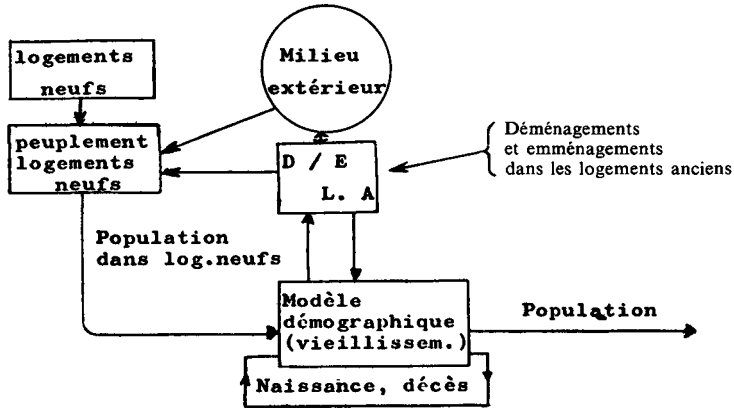 logements
neufs
Milieu
extérieur
peuplement
logements
neufs
D / E
L. A
Déménagements
et emménagements
dans les logements anciens
Population
dans log.neufs
Modèle
démographique
(vieillissem.)
Population
Naissance, décès